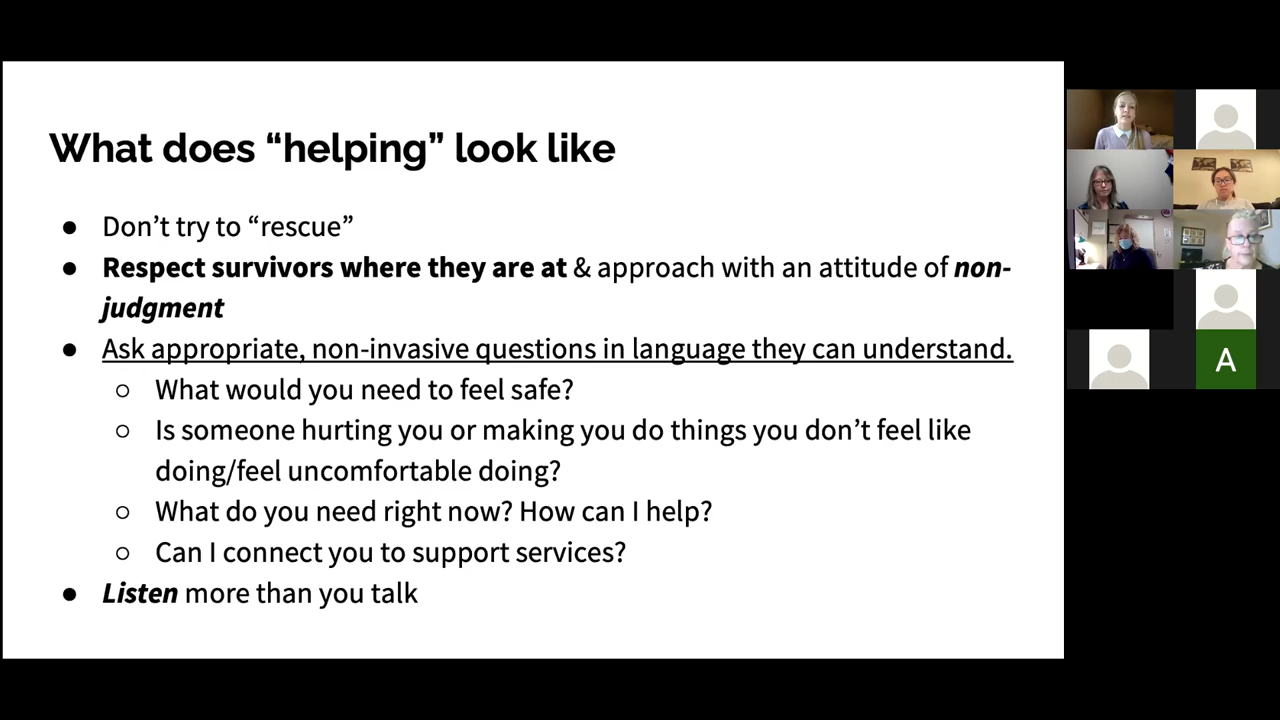 What does “helping” look like
● Don’t try to “rescue”
● Respect survivors where they are at & approach with an attitude of non-
judgment
● Ask appropriate, non-invasive questions in language they can understand.
○ What would you need to feel safe?
○ Is someone hurting you or making you do things you don’t feel like
doing/feel uncomfortable doing?
○ What do you need right now? How can I help?
○ Can I connect you to support services?
● Listen more than you talk
A